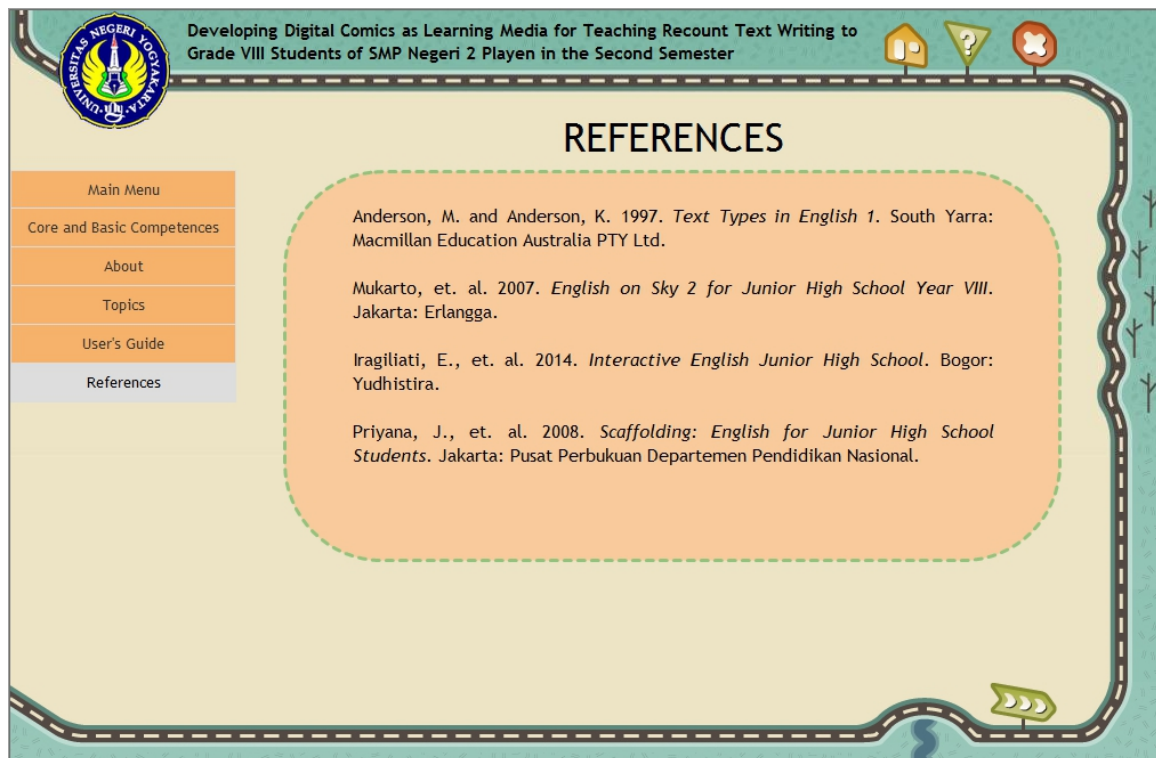 Developing Digital Comics as Learning Media for Teaching Recount Text Writing to
Grade VIII Students of SMP Negeri 2 Playen in the Second Semester
UNIVERSITAS NEGERI YOGYAKARTA
?
REFERENCES
Main Menu
Core and Basic Competences
About
Topics
User's Guide
References
Anderson, M. and Anderson, K. 1997. Text Types in English 1. South Yarra:
Macmillan Education Australia PTY Ltd.
Mukarto, et. al. 2007. English on Sky 2 for Junior High School Year VIII.
Jakarta: Erlangga.
Iragiliati, E., et. al. 2014. Interactive English Junior High School. Bogor:
Yudhistira.
Priyana, J., et. al. 2008. Scaffolding: English for Junior High School
Students. Jakarta: Pusat Perbukuan Departemen Pendidikan Nasional.